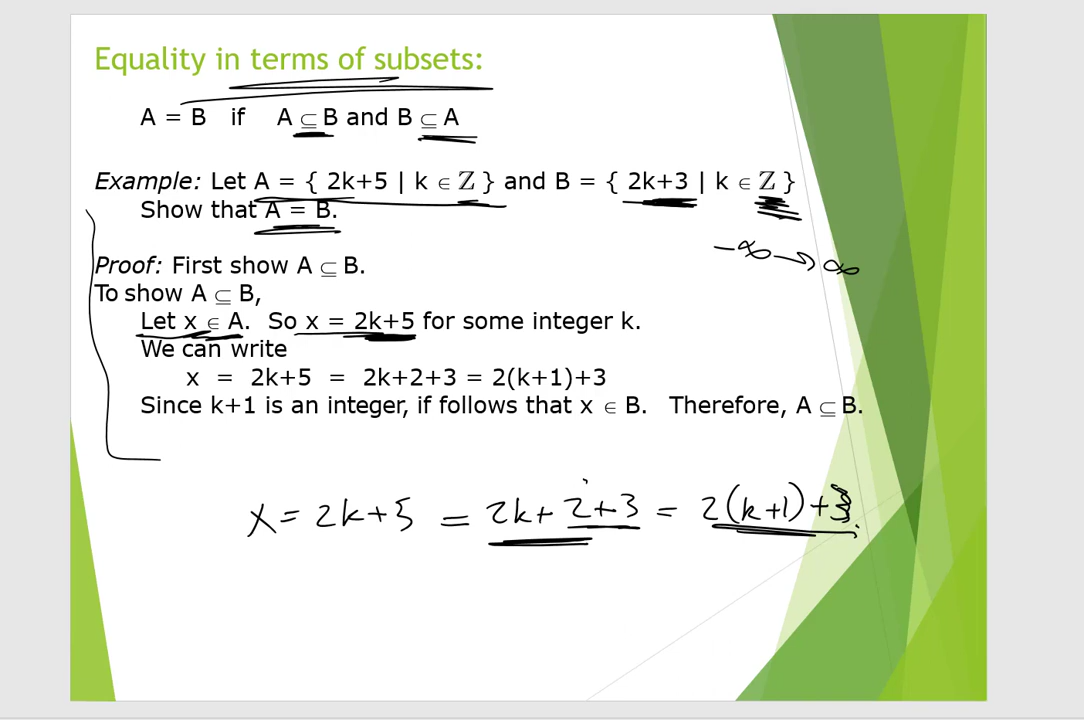 Equality in terms of subsets:
A = B if A ⊆ B and B ⊆ A
Example: Let A = { 2k+5 | k ∈ Z } and B = { 2k+3 | k ∈ Z }
Show that A = B.
-∞ → ∞
Proof: First show A ⊆ B.
To show A ⊆ B,
Let x ∈ A. So x = 2k+5 for some integer k.
We can write
x = 2k+5 = 2k+2+3 = 2(k+1)+3
Since k+1 is an integer, if follows that x ∈ B. Therefore, A ⊆ B.
x = 2k+5 = 2k+2+3 = 2(k+1)+3.